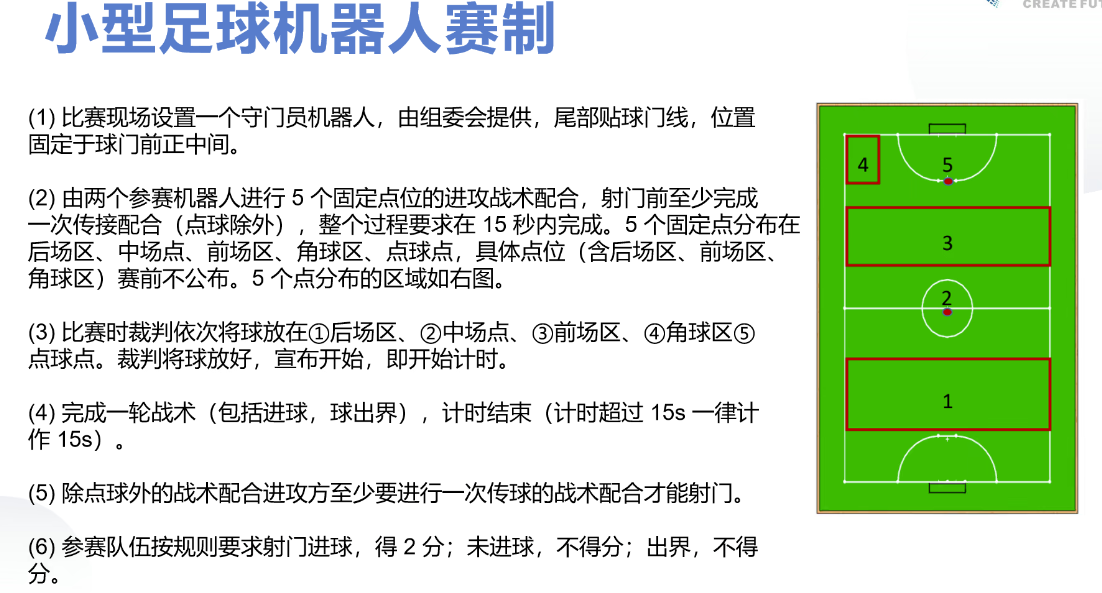 CREATE FUT
小型足球机器人赛制
(1) 比赛现场设置一个守门员机器人，由组委会提供，尾部贴球门线，位置
固定于球门前正中间。
(2) 由两个参赛机器人进行 5 个固定点位的进攻战术配合，射门前至少完成
一次传接配合（点球除外），整个过程要求在 15 秒内完成。5 个固定点分布在
后场区、中场点、前场区、角球区、点球点，具体点位（含后场区、前场区、
角球区）赛前不公布。5 个点分布的区域如右图。
(3) 比赛时裁判依次将球放在①后场区、②中场点、③前场区、④角球区⑤
点球点。裁判将球放好，宣布开始，即开始计时。
(4) 完成一轮战术（包括进球，球出界），计时结束（计时超过 15s 一律计
作 15s）。
(5) 除点球外的战术配合进攻方至少要进行一次传球的战术配合才能射门。
(6) 参赛队伍按规则要求射门进球，得 2 分；未进球，不得分；出界，不得
分。
4
5
3
2
1